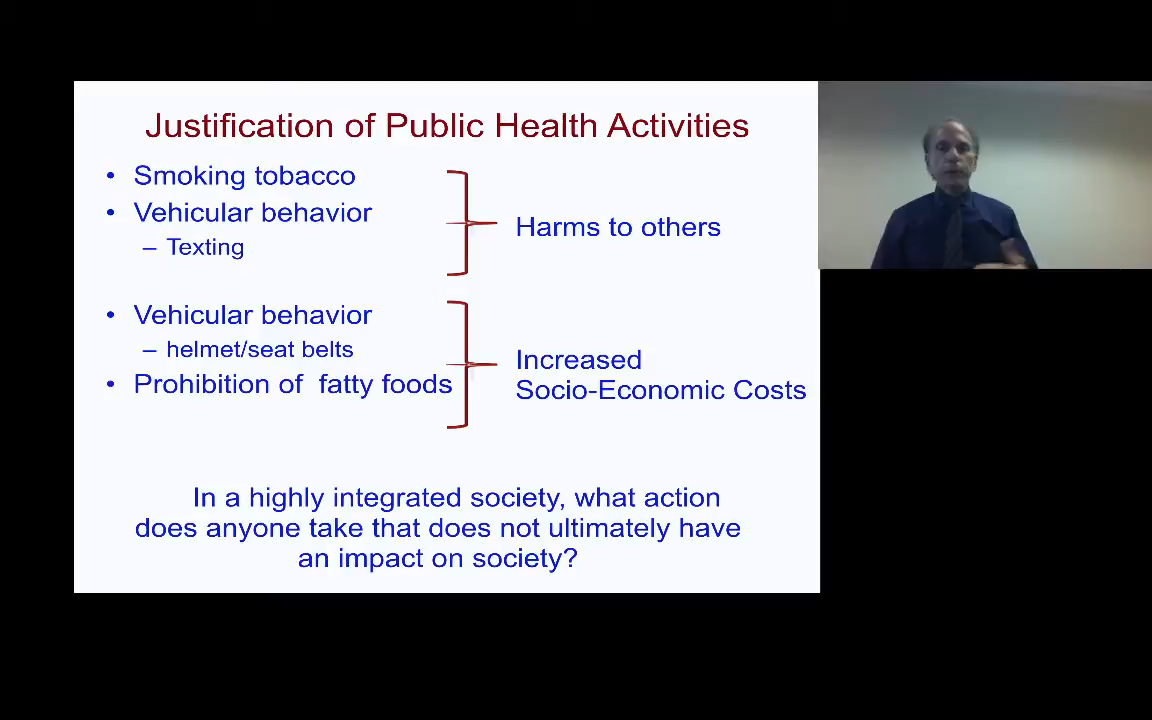 Justification of Public Health Activities
• Smoking tobacco
• Vehicular behavior
– Texting
Harms to others
• Vehicular behavior
– helmet/seat belts
• Prohibition of fatty foods
Increased
Socio-Economic Costs
In a highly integrated society, what action
does anyone take that does not ultimately have
an impact on society?